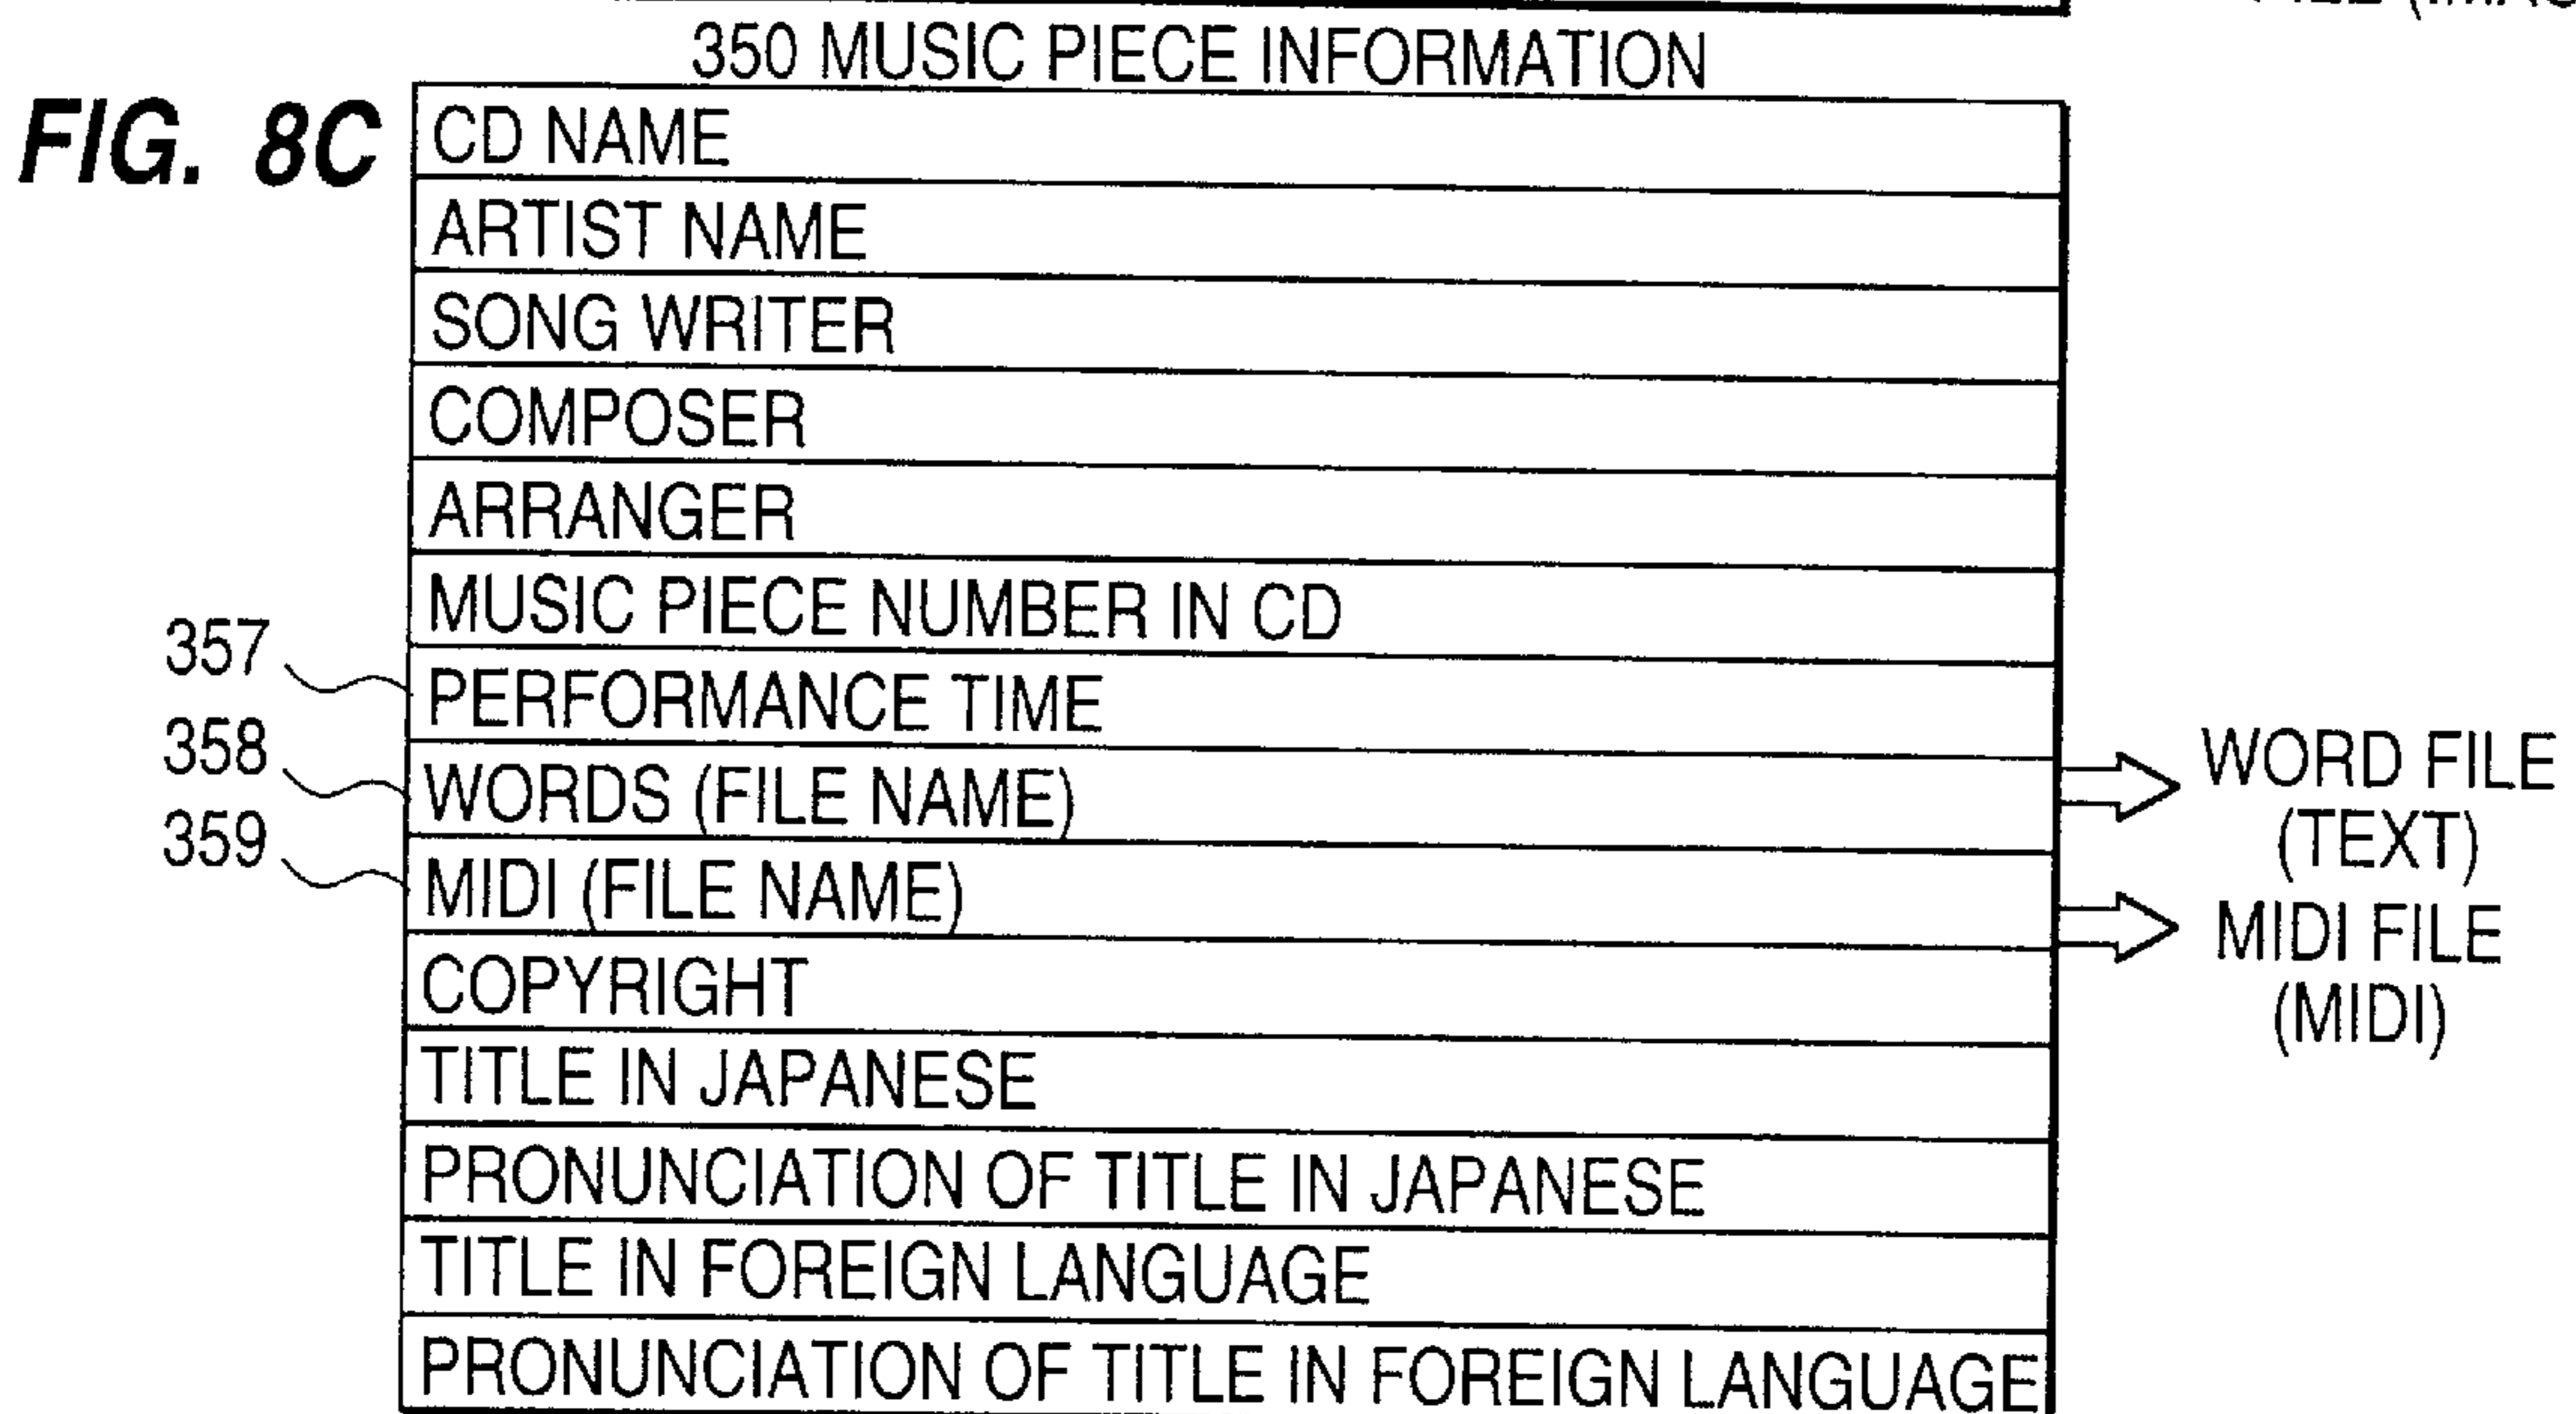 350 MUSIC PIECE INFORMATION
FIG. 8C
CD NAME
ARTIST NAME
SONG WRITER
COMPOSER
ARRANGER
MUSIC PIECE NUMBER IN CD
357
PERFORMANCE TIME
358
WORDS (FILE NAME)
WORD FILE
(TEXT)
359
MIDI (FILE NAME)
MIDI FILE
(MIDI)
COPYRIGHT
TITLE IN JAPANESE
PRONUNCIATION OF TITLE IN JAPANESE
TITLE IN FOREIGN LANGUAGE
PRONUNCIATION OF TITLE IN FOREIGN LANGUAGE